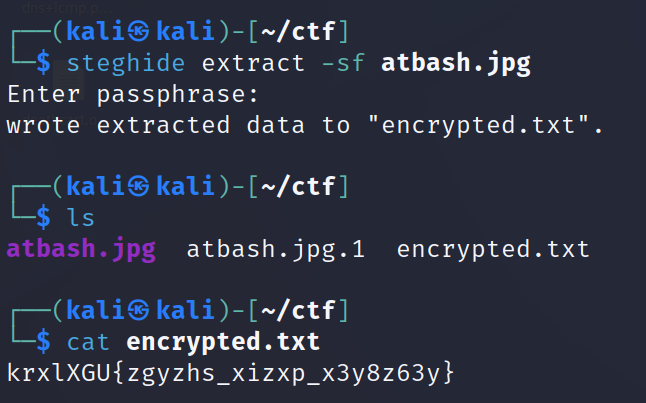 ┌──(kali㉿kali)-[~/ctf]
└─$ steghide extract -sf atbash.jpg
Enter passphrase:
wrote extracted data to "encrypted.txt".
┌──(kali㉿kali)-[~/ctf]
└─$ ls
atbash.jpg  atbash.jpg.1  encrypted.txt
┌──(kali㉿kali)-[~/ctf]
└─$ cat encrypted.txt
krxlXGU{zgyzhs_xizxp_x3y8z63y}